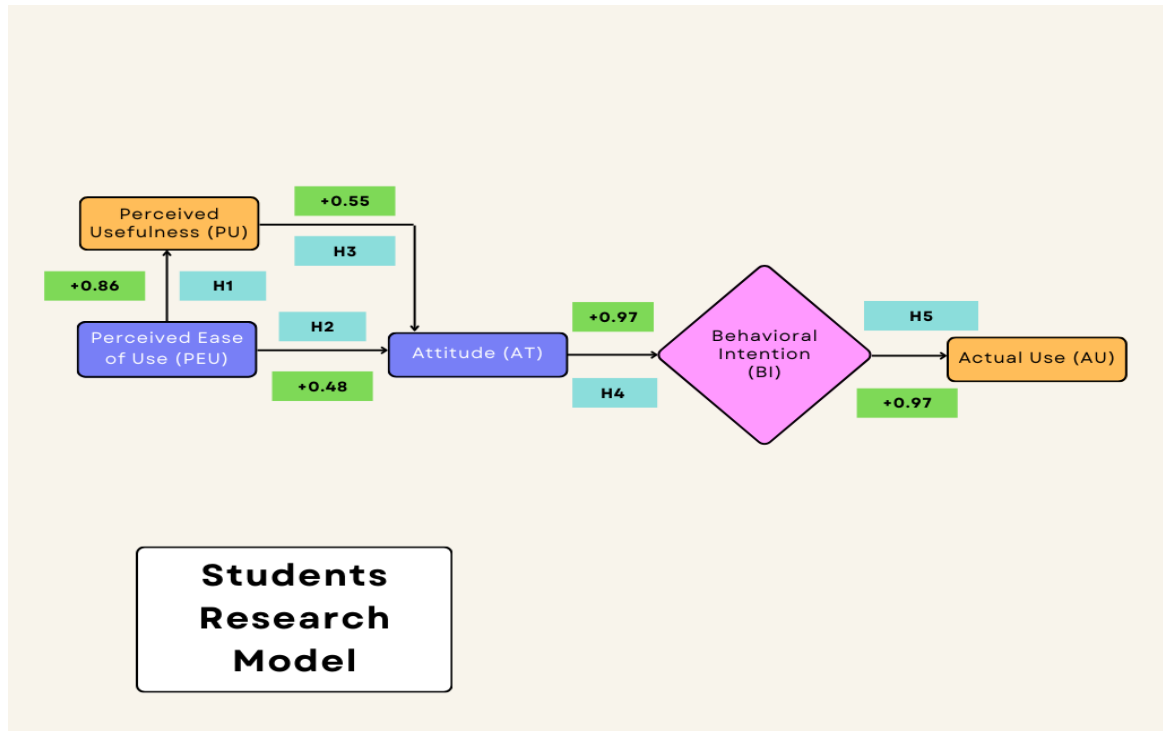 +0.55
Perceived
Usefulness (PU)
H3
+0.86
H1
H2
+0.97
H5
Perceived Ease
of Use (PEU)
Attitude (AT)
Behavioral
Intention
(BI)
Actual Use (AU)
+0.48
H4
+0.97
Students
Research
Model